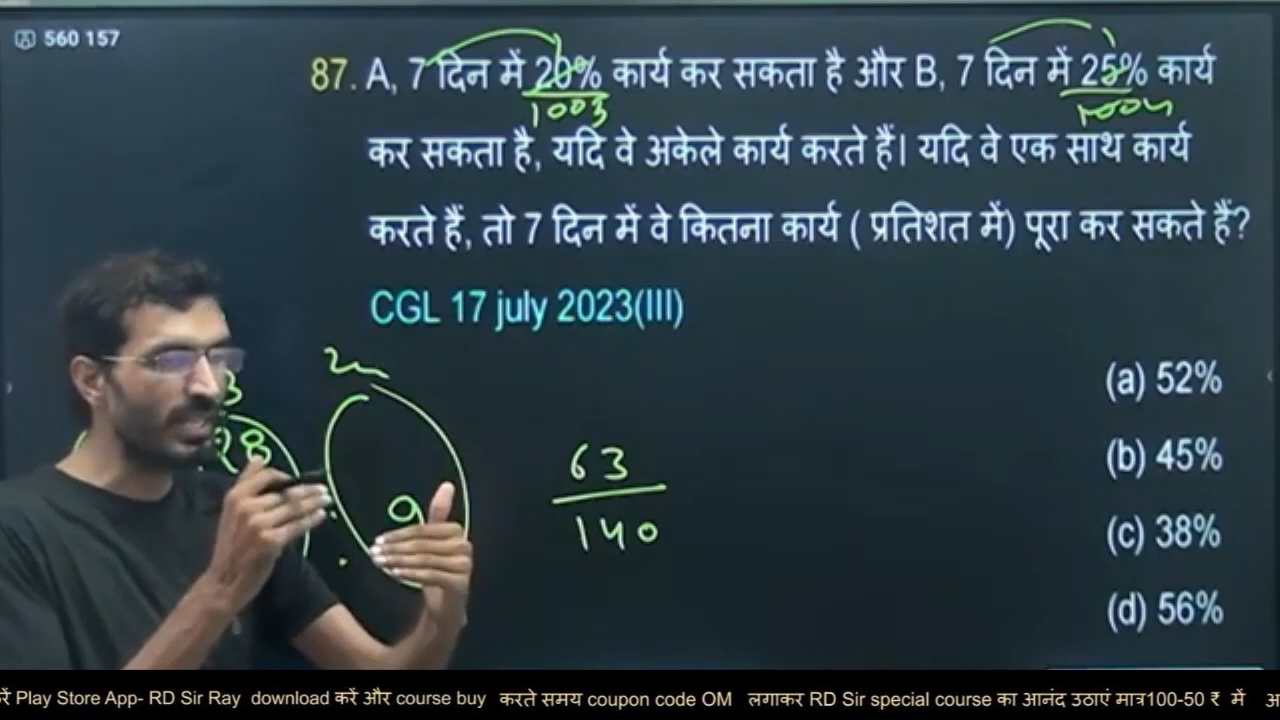 560 157
87. A, 7 दिन में 20% कार्य कर सकता है और B, 7 दिन में 25% कार्य
कर सकता है, यदि वे अकेले कार्य करते हैं। यदि वे एक साथ कार्य
करते हैं, तो 7 दिन में वे कितना कार्य ( प्रतिशत में) पूरा कर सकते हैं?
CGL 17 july 2023(III)
(a) 52%
28
(b) 45%
63
9
140
(c) 38%
(d) 56%
रें Play Store App- RD Sir Ray download करें और course buy करते समय coupon code OM लगाकर RD Sir special course का आनंद उठाएं मात्र100-50 ₹ में